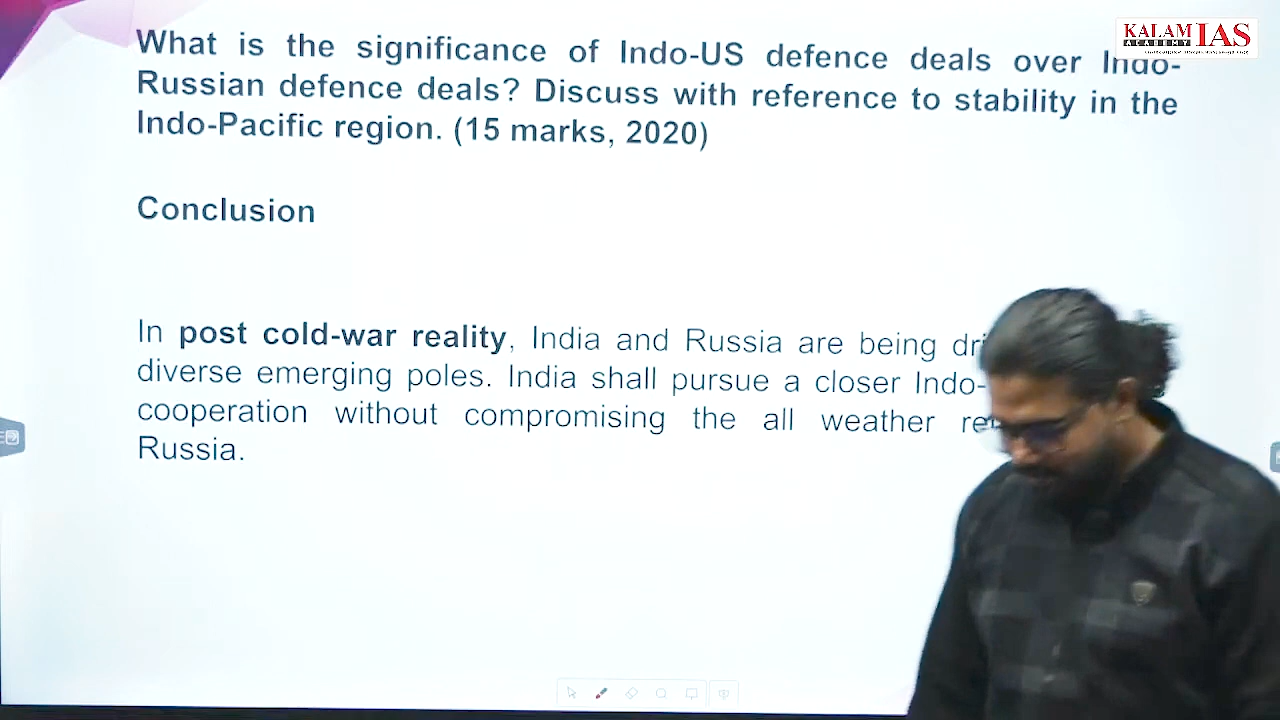 KALAM IAS
ACADEMY
What is the significance of Indo-US defence deals over Indo-
Russian defence deals? Discuss with reference to stability in the
Indo-Pacific region. (15 marks, 2020)
Conclusion
In post cold-war reality, India and Russia are being
diverse emerging poles. India shall pursue a closer Indo-
cooperation without compromising the all weather
Russia.